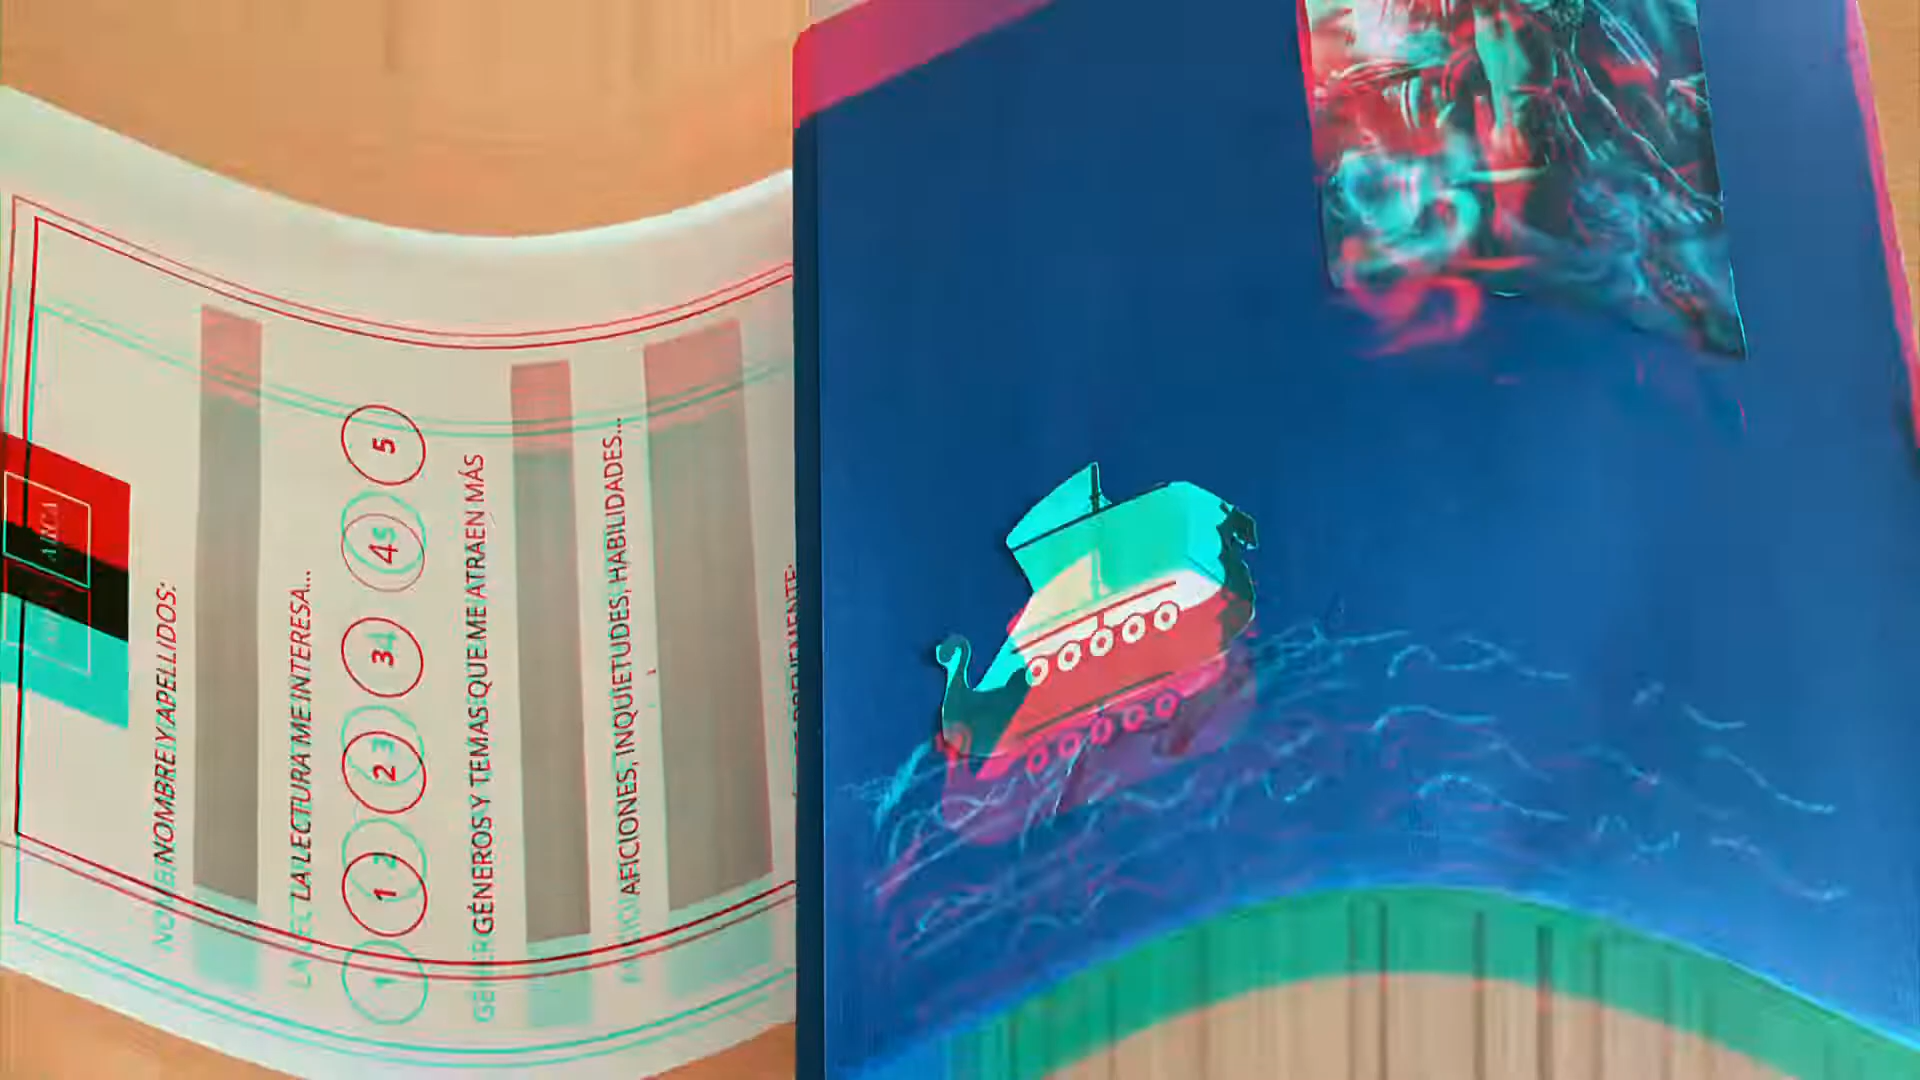 NOMBRE Y APELLIDOS:
LA LECTURA ME INTERESA...
1 2 3 4 5
GÉNEROS Y TEMAS QUE ME ATRAEN MÁS
AFICIONES, INQUIETUDES, HABILIDADES...